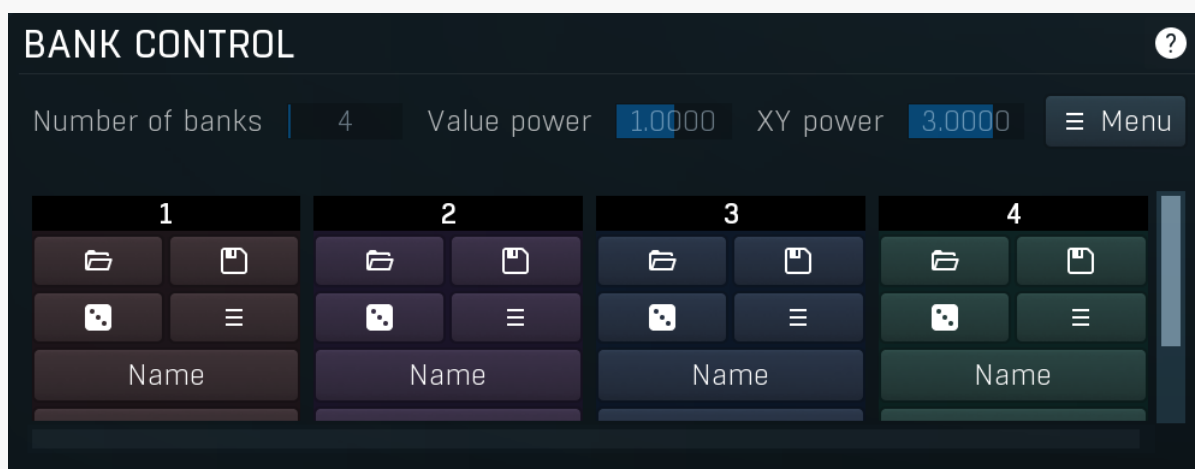 BANK CONTROL ?
Number of banks 4 Value power 1.0000 XY power 3.0000 Menu
1 2 3 4
Name Name Name Name